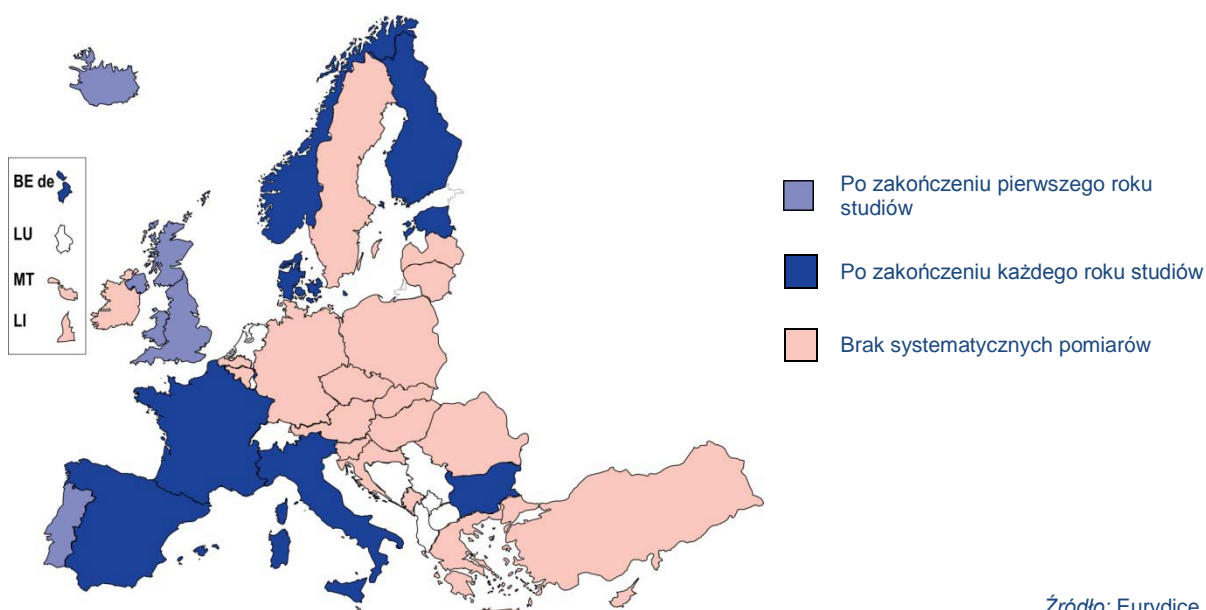 BE de
LU
MT
LI
Po zakończeniu pierwszego roku
studiów
Po zakończeniu każdego roku studiów
Brak systematycznych pomiarów
Źródło: Eurydice